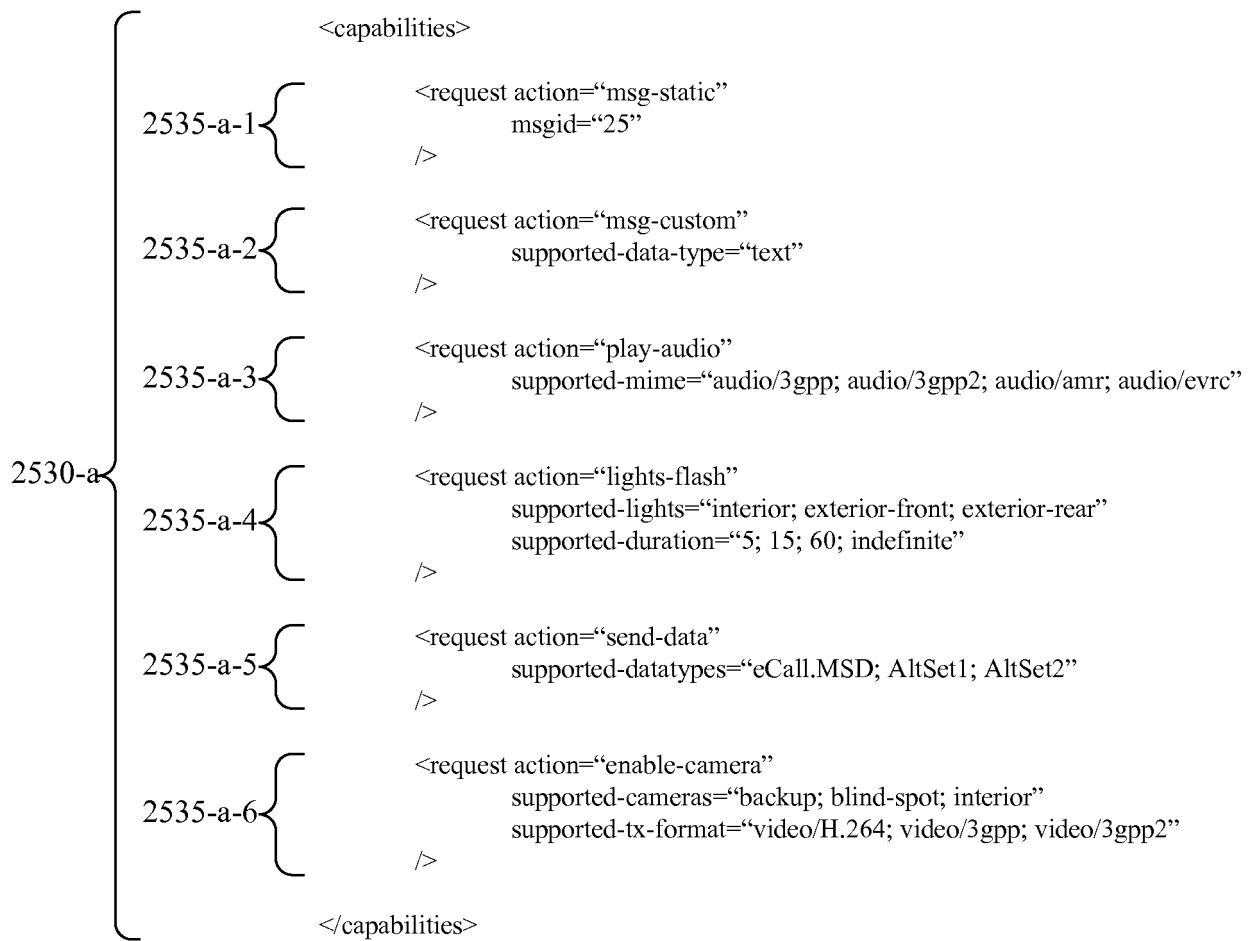 <capabilities>
2535-a-1
<request action=“msg-static”
msgid=“25”
/>
2535-a-2
<request action=“msg-custom”
supported-data-type=“text”
/>
2535-a-3
<request action=“play-audio”
supported-mime=“audio/3gpp; audio/3gpp2; audio/amr; audio/evrc”
/>
2530-a
2535-a-4
<request action=“lights-flash”
supported-lights=“interior; exterior-front; exterior-rear”
supported-duration=“5; 15; 60; indefinite”
/>
2535-a-5
<request action=“send-data”
supported-datatypes=“eCall.MSD; AltSet1; AltSet2”
/>
2535-a-6
<request action=“enable-camera”
supported-cameras=“backup; blind-spot; interior”
supported-tx-format=“video/H.264; video/3gpp; video/3gpp2”
/>
</capabilities>